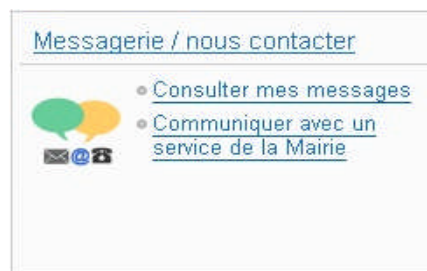 Messagerie / nous contacter
Consulter mes messages
Communiquer avec un
service de la Mairie